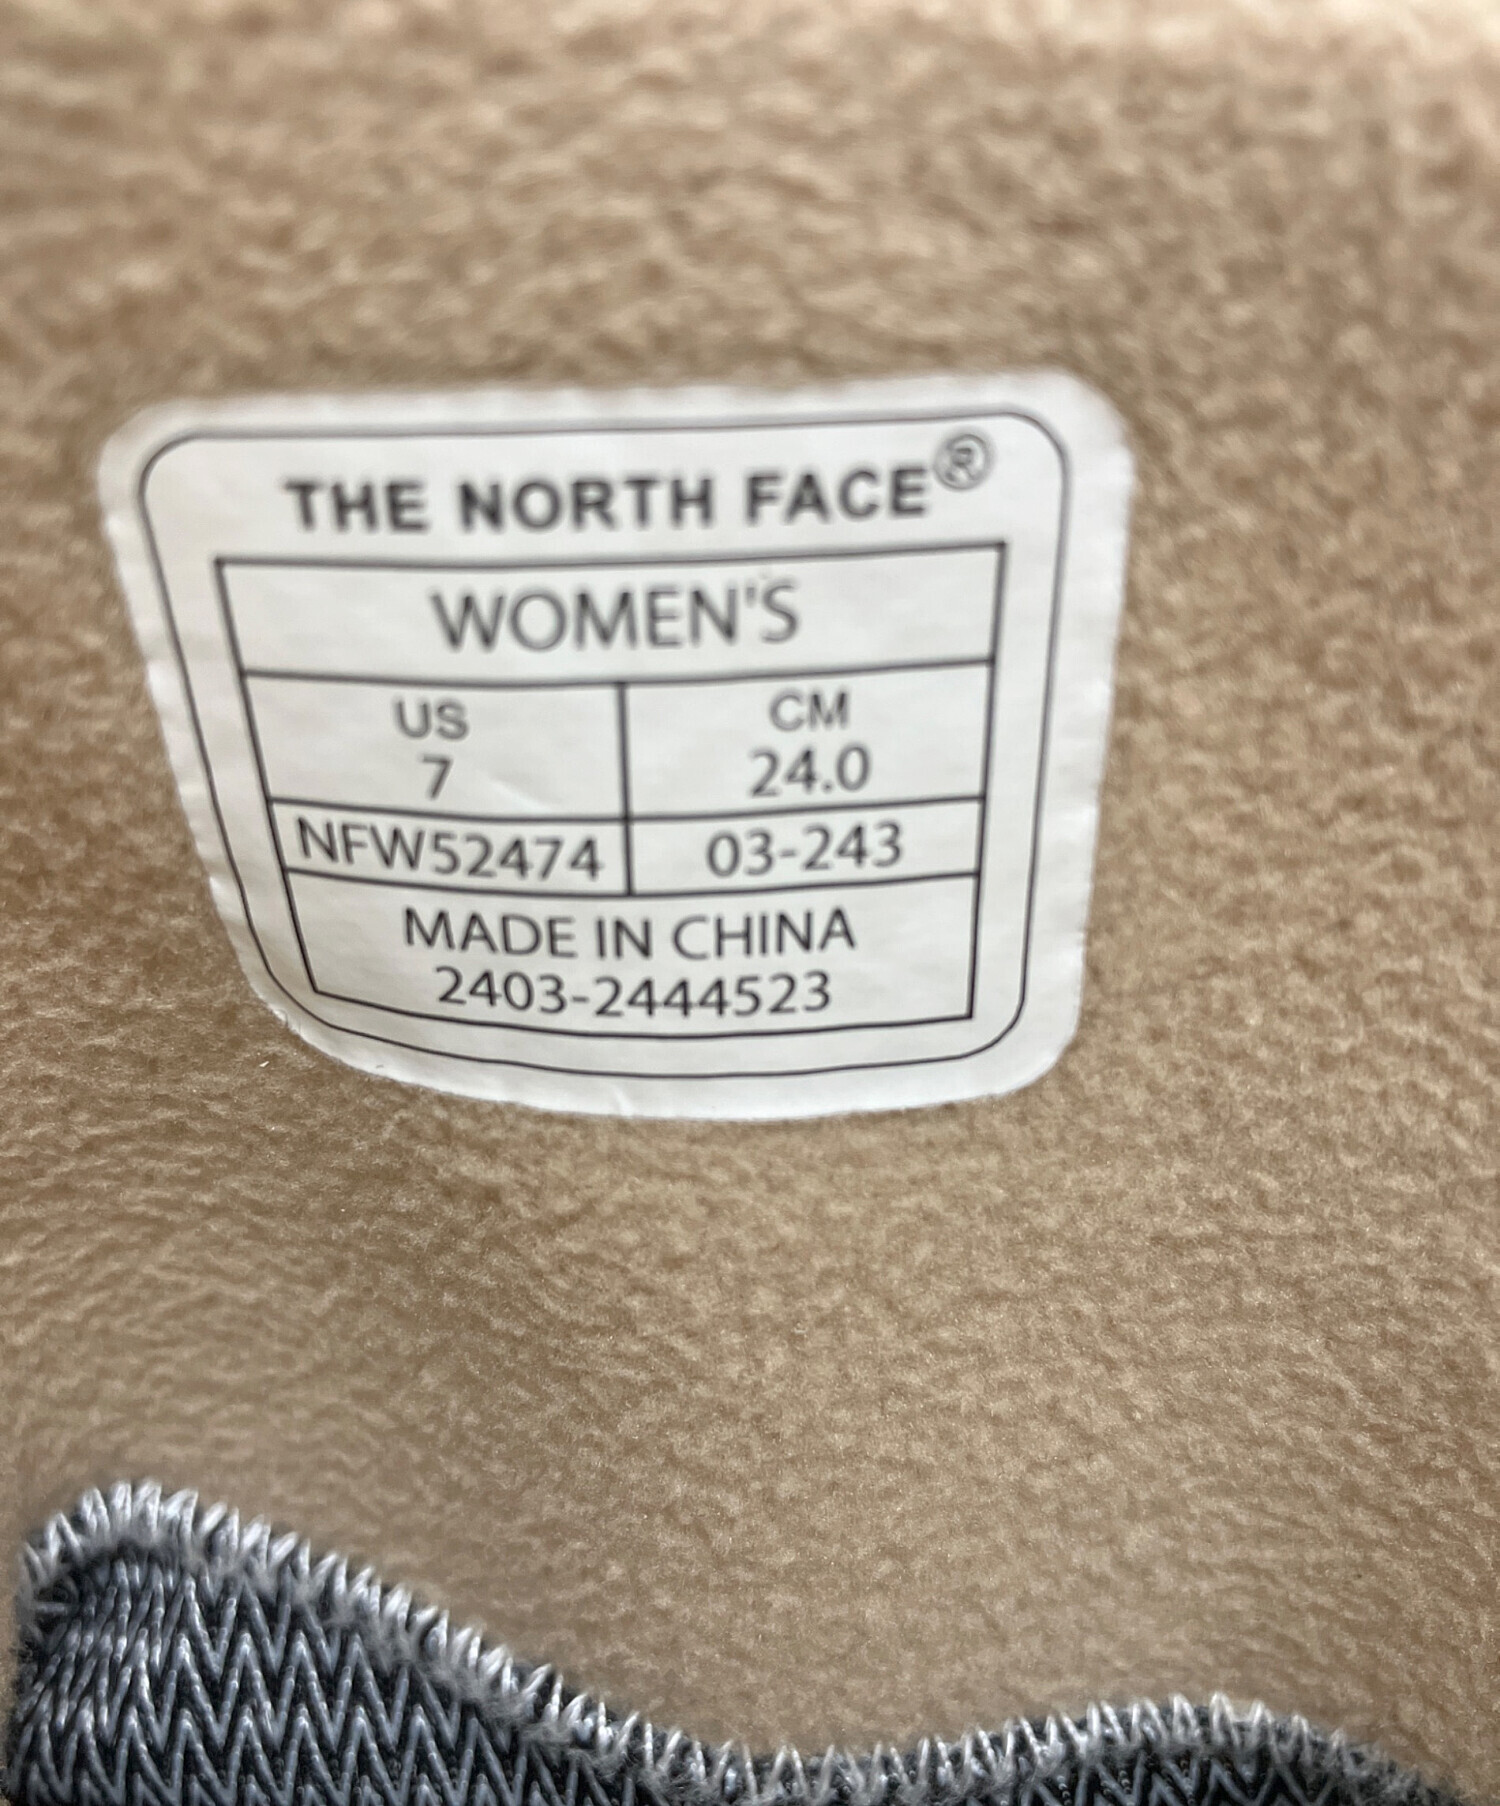 THE NORTH FACE®
WOMEN'S
US CM
7 24.0
NFW52474 03-243
MADE IN CHINA
2403-2444523